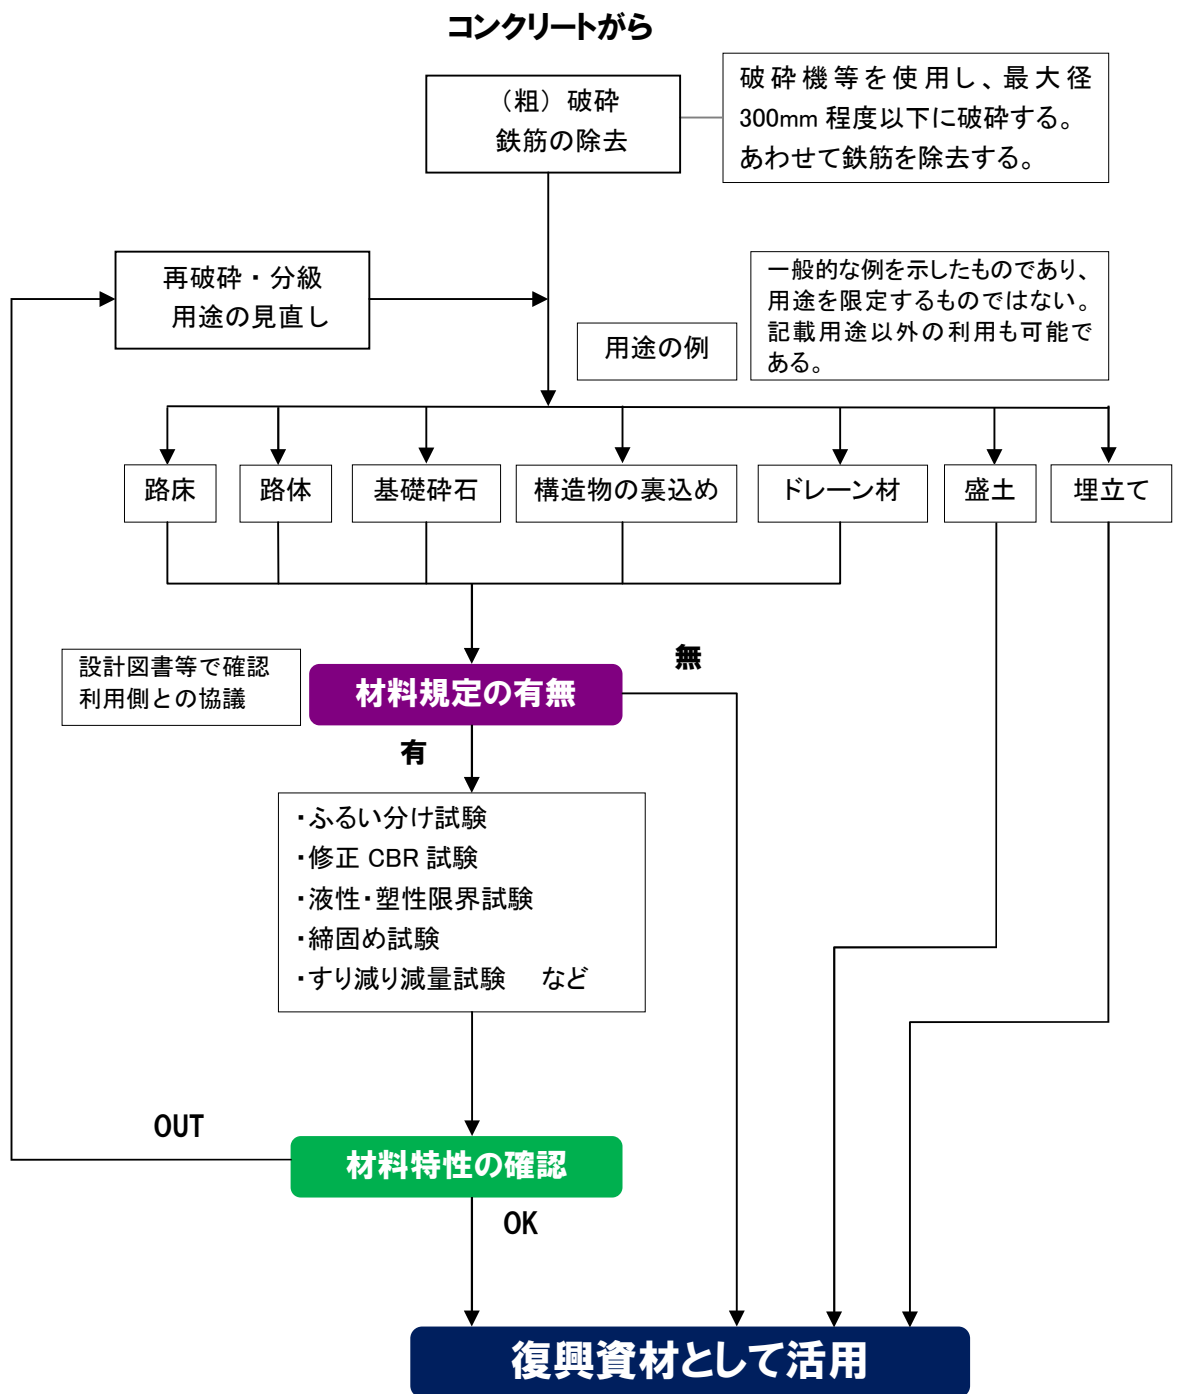 コンクリートがら
（粗）破砕
鉄筋の除去
破砕機等を使用し、最大径
300mm 程度以下に破砕する。
あわせて鉄筋を除去する。
再破砕・分級
用途の見直し
用途の例
一般的な例を示したものであり、
用途を限定するものではない。
記載用途以外の利用も可能で
ある。
路床
路体
基礎砕石
構造物の裏込め
ドレーン材
盛土
埋立て
設計図書等で確認
利用側との協議
材料規定の有無
無
有
・ふるい分け試験
・修正 CBR 試験
・液性・塑性限界試験
・締固め試験
・すり減り減量試験　など
OUT
材料特性の確認
OK
復興資材として活用